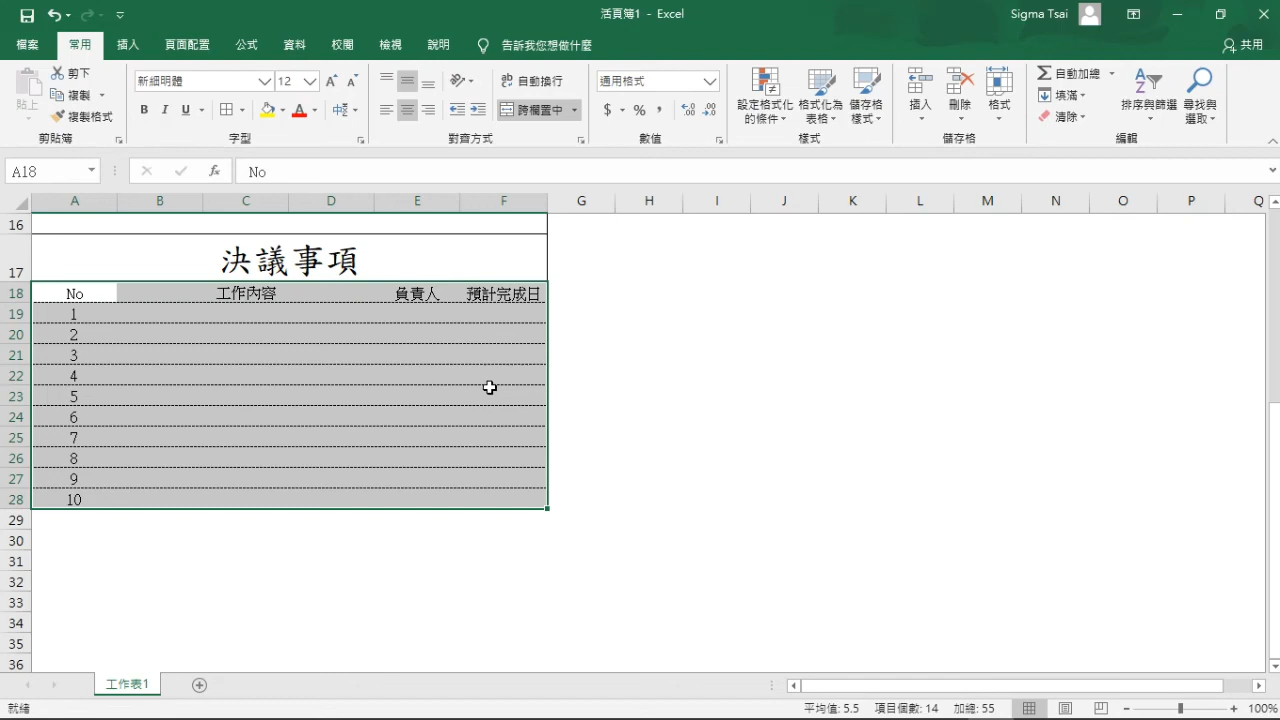 活頁簿1 - Excel
Sigma Tsai
檔案 常用 插入 頁面配置 公式 資料 校閱 檢視 說明 告訴我您想做什麼 共用
貼上
剪下
複製
複製格式
剪貼簿
新細明體 12
B I U
字型
自動換行
跨欄置中
對齊方式
通用格式
$ % ,
數值
設定格式化的條件
格式化為表格
儲存格樣式
樣式
插入 刪除 格式
儲存格
自動加總
填滿
清除
排序與篩選
尋找與選取
編輯
A18 No
A B C D E F G H I J K L M N O P Q
16
17 決議事項
18 No 工作內容 負責人 預計完成日
19 1
20 2
21 3
22 4
23 5
24 6
25 7
26 8
27 9
28 10
29
30
31
32
33
34
35
36
工作表1
就緒 平均值: 5.5 項目個數: 14 加總: 55 100%